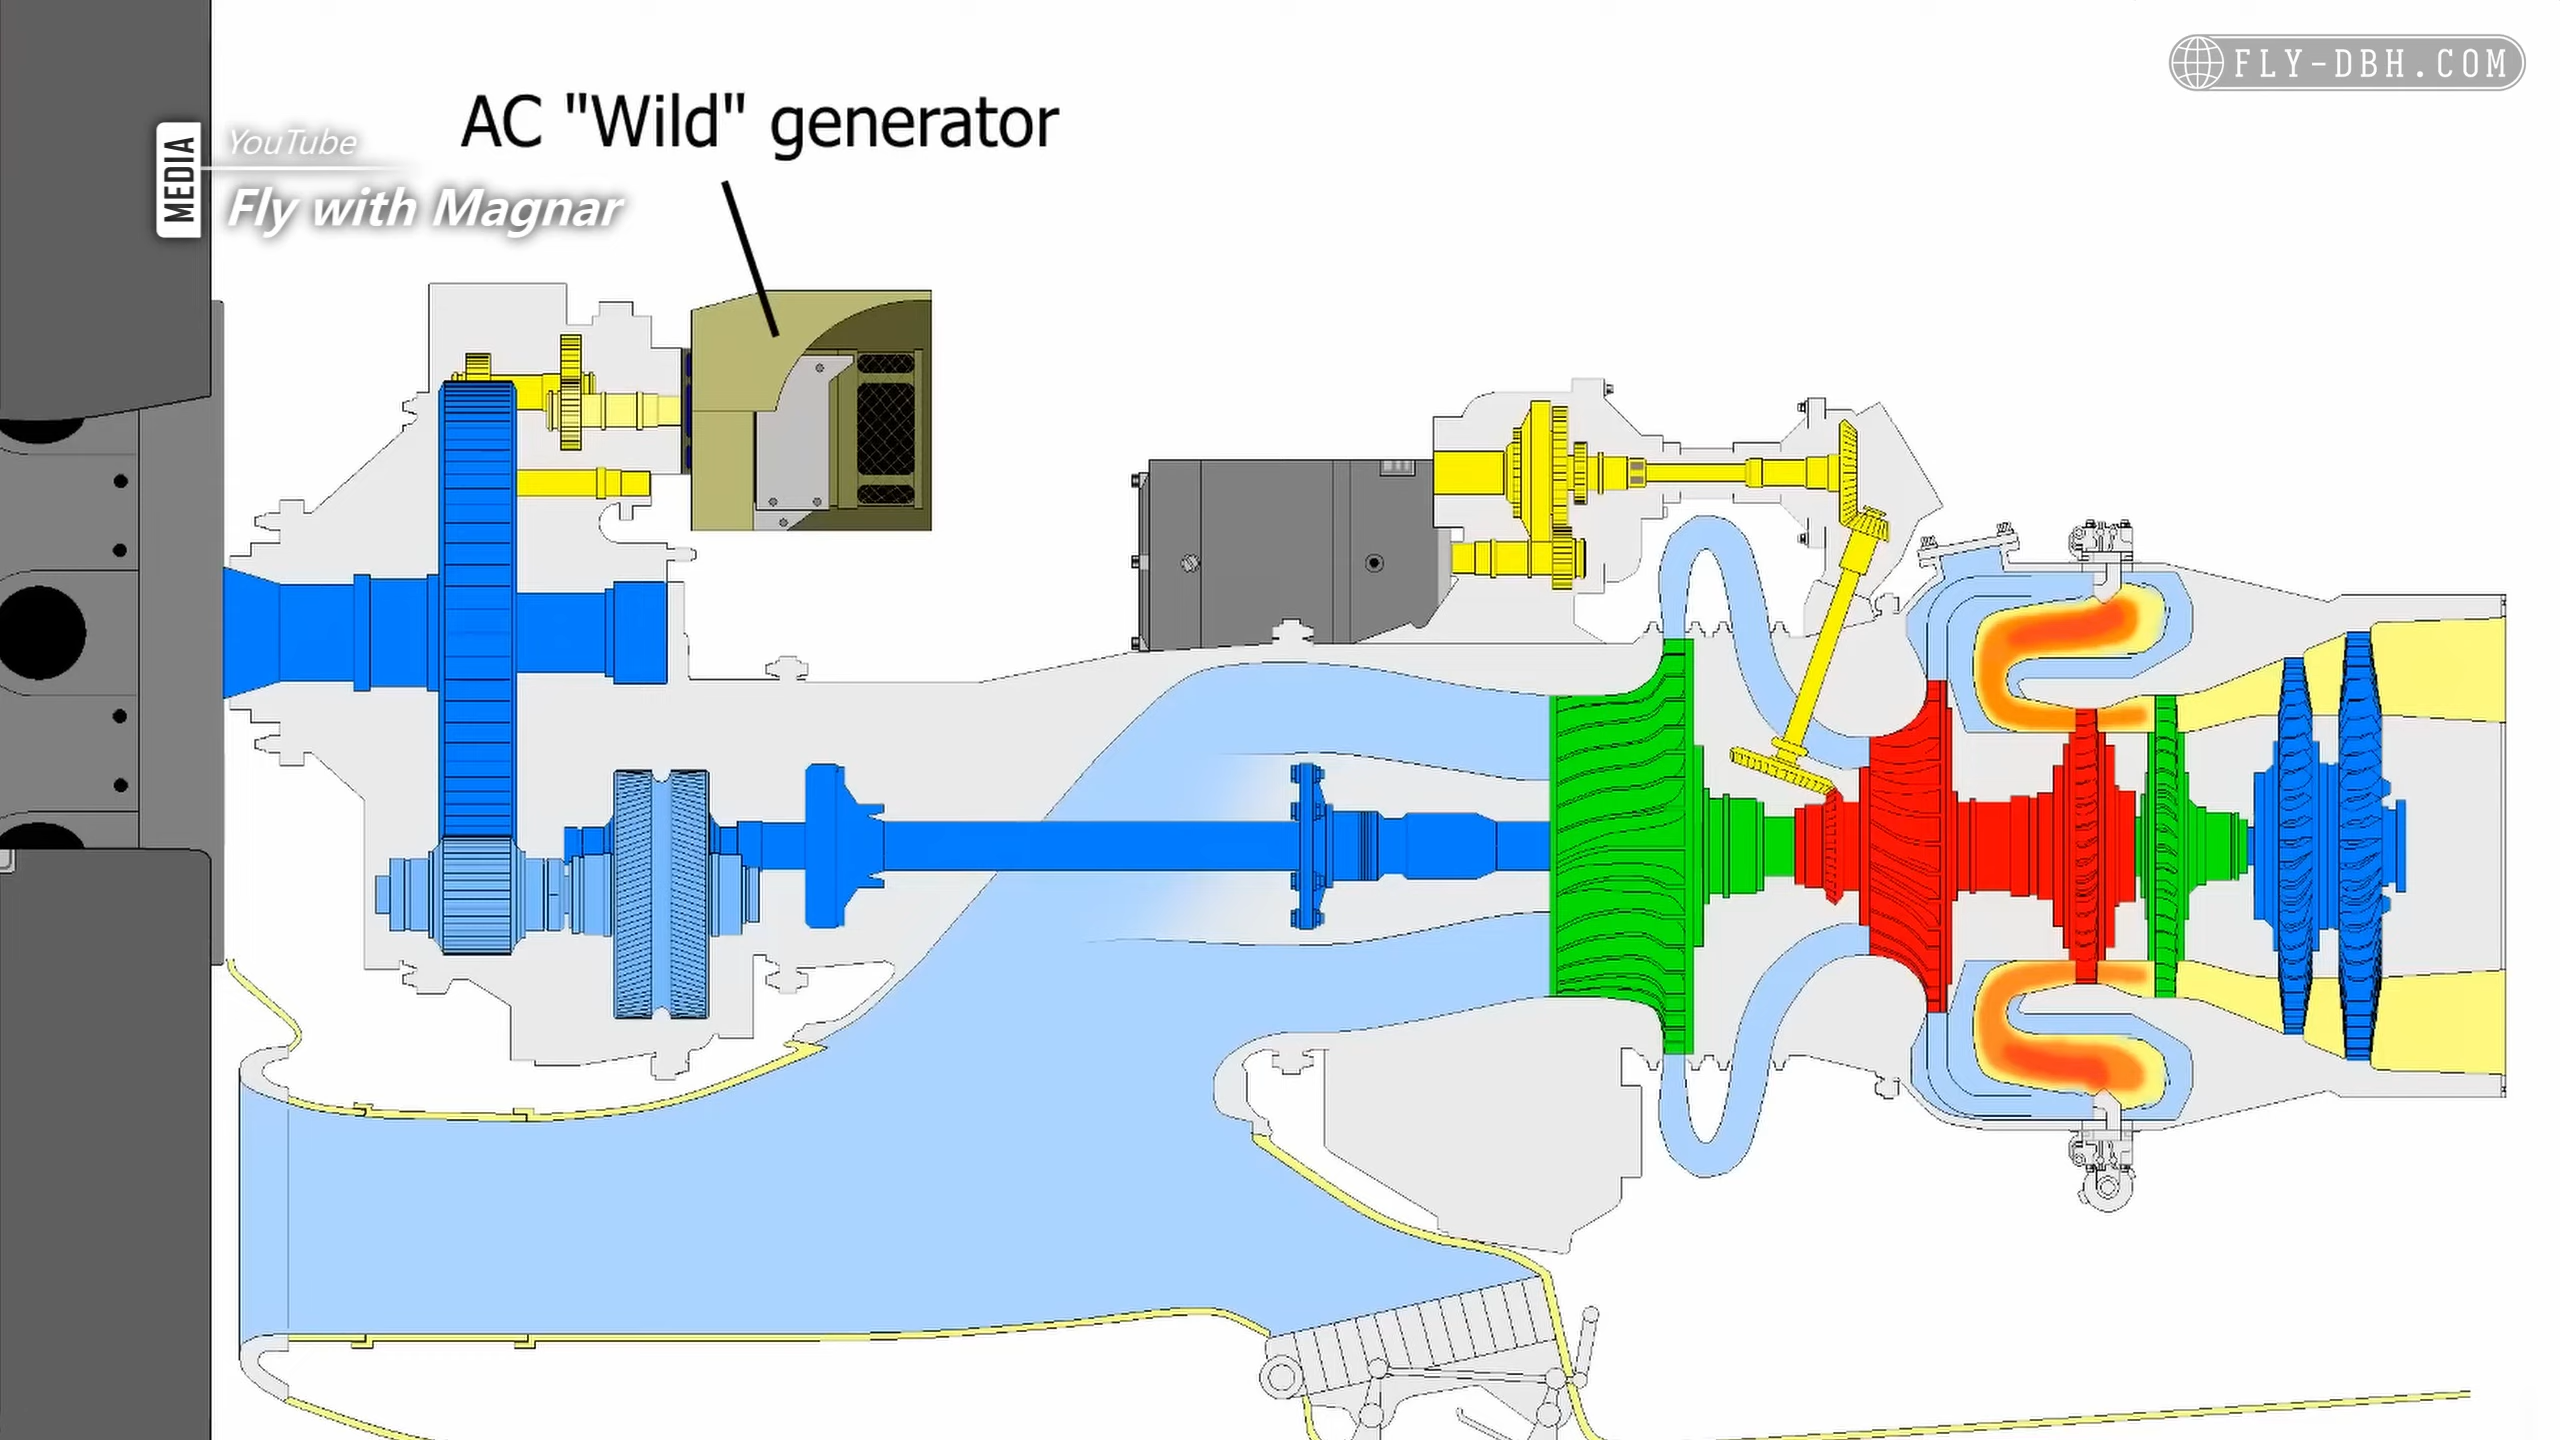 FLY-DBH.COM
AC "Wild" generator
MEDIA
YouTube
Fly with Magnar